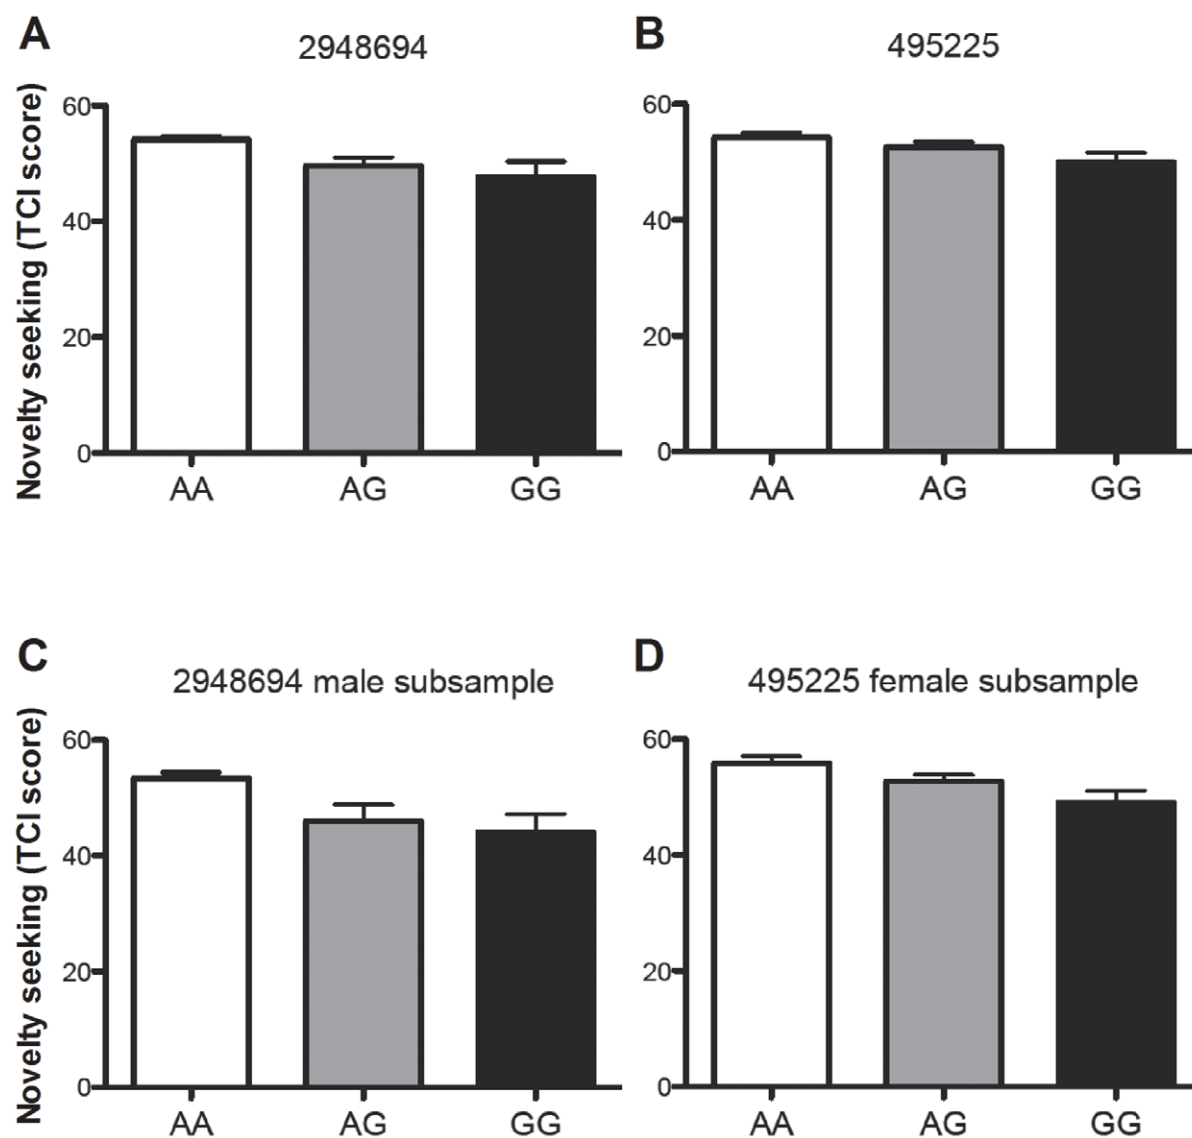 A
2948694
Novelty seeking (TCI score)
60
40
20
0
AA AG GG
B
495225
60
40
20
0
AA AG GG
C
2948694 male subsample
Novelty seeking (TCI score)
60
40
20
0
AA AG GG
D
495225 female subsample
60
40
20
0
AA AG GG